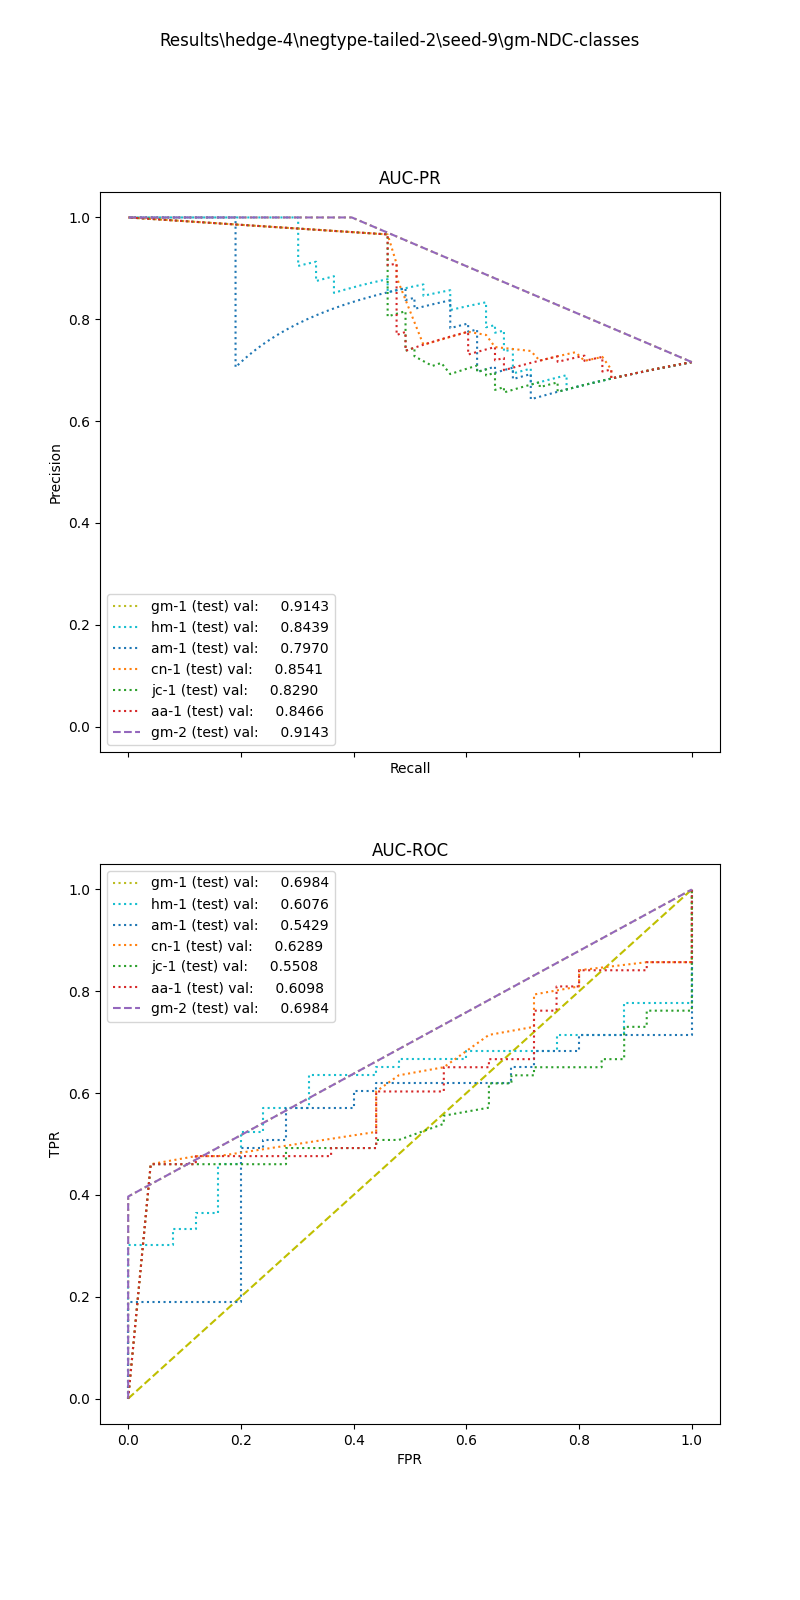 Results\hedge-4\negtype-tailed-2\seed-9\gm-NDC-classes
AUC-PR
1.0
0.8
0.6
0.4
0.2
0.0
Precision
gm-1 (test) val: 0.9143
hm-1 (test) val: 0.8439
am-1 (test) val: 0.7970
cn-1 (test) val: 0.8541
jc-1 (test) val: 0.8290
aa-1 (test) val: 0.8466
gm-2 (test) val: 0.9143
Recall
AUC-ROC
gm-1 (test) val: 0.6984
hm-1 (test) val: 0.6076
am-1 (test) val: 0.5429
cn-1 (test) val: 0.6289
jc-1 (test) val: 0.5508
aa-1 (test) val: 0.6098
gm-2 (test) val: 0.6984
1.0
0.8
0.6
0.4
0.2
0.0
TPR
0.0 0.2 0.4 0.6 0.8 1.0
FPR